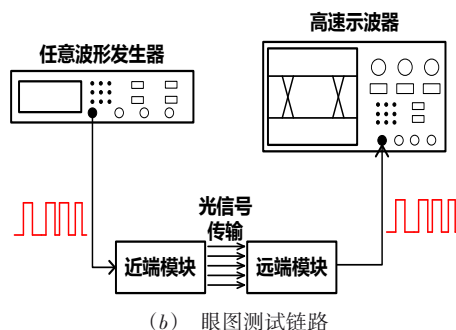 高速示波器
任意波形发生器
光信号
传输
近端模块
远端模块
(b) 眼图测试链路